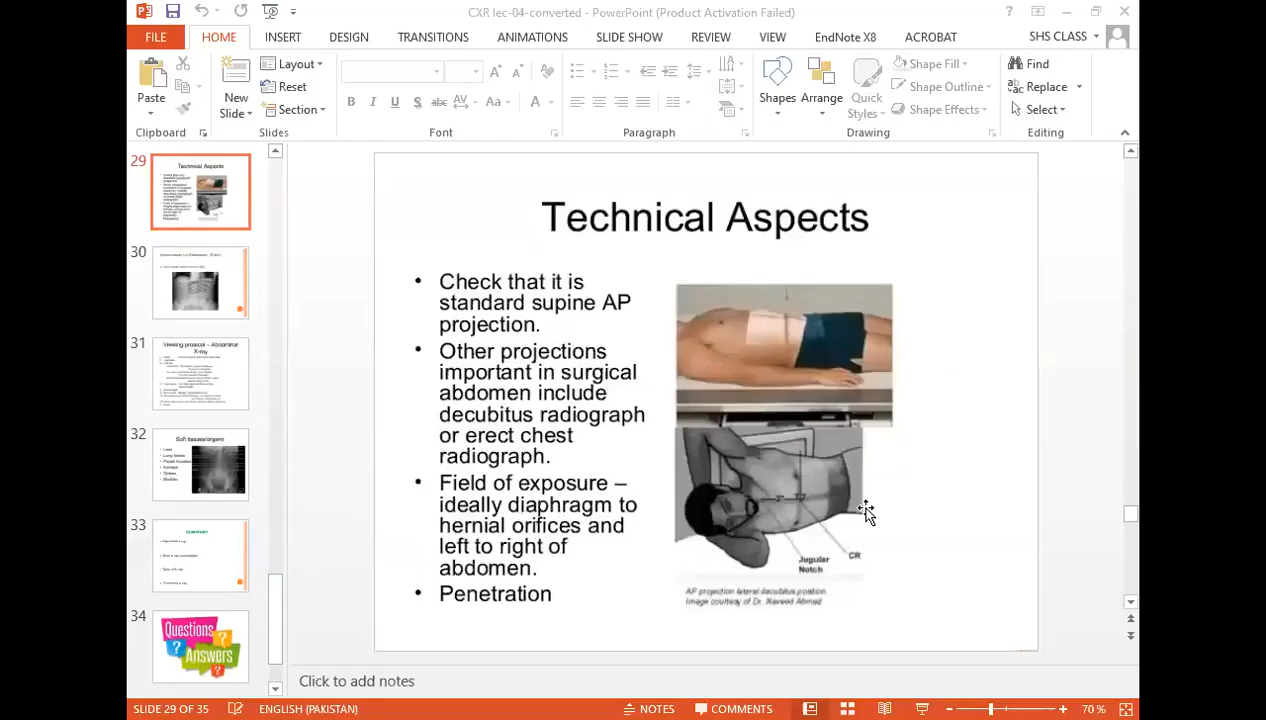 CXR lec-04-converted - PowerPoint (Product Activation Failed)
FILE HOME INSERT DESIGN TRANSITIONS ANIMATIONS SLIDE SHOW REVIEW VIEW EndNote X8 ACROBAT SHS CLASS
Paste
New Slide
Layout
Reset
Section
Shapes
Arrange
Quick Styles
Shape Fill
Shape Outline
Shape Effects
Find
Replace
Select
Clipboard Slides Font Paragraph Drawing Editing
29
Technical Aspects
30
31
Viewing protocol – Abdominal
X-ray
32
Soft tissues/organs
33
SUMMARY
34
Questions
Answers
Technical Aspects
• Check that it is
standard supine AP
projection.
• Other projections
important in surgical
abdomen include
decubitus radiograph
or erect chest
radiograph.
• Field of exposure –
ideally diaphragm to
hernial orifices and
left to right of
abdomen.
• Penetration
Jugular
Notch
CR
AP projection lateral decubitus position.
Image courtesy of Dr. Naveed Ahmad.
Click to add notes
SLIDE 29 OF 35 ENGLISH (PAKISTAN) NOTES COMMENTS 70 %